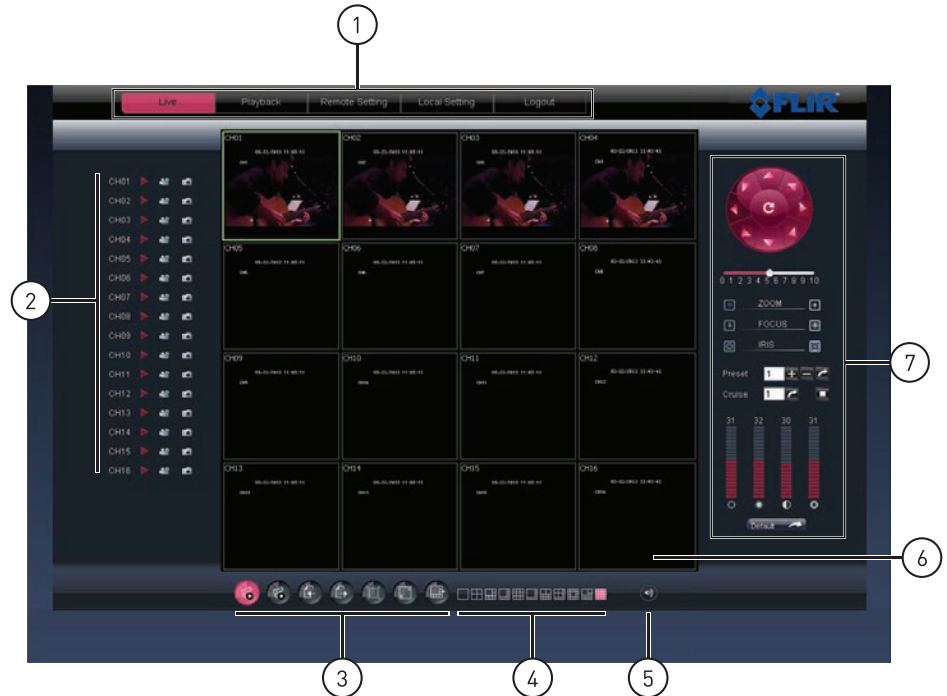 1
Live Playback Remote Setting Local Setting Logout
FLIR
CH01 CH02 CH03 CH04
CH05 CH06 CH07 CH08
CH09 CH10 CH11 CH12
CH13 CH14 CH15 CH16
CH01
CH02
CH03
CH04
CH05
CH06
CH07
CH08
CH09
CH10
CH11
CH12
CH13
CH14
CH15
CH16
2
0 1 2 3 4 5 6 7 8 9 10
ZOOM
FOCUS
IRIS
Preset 1
Cruise 1
31 32 30 31
Default
7
6
3
4
5